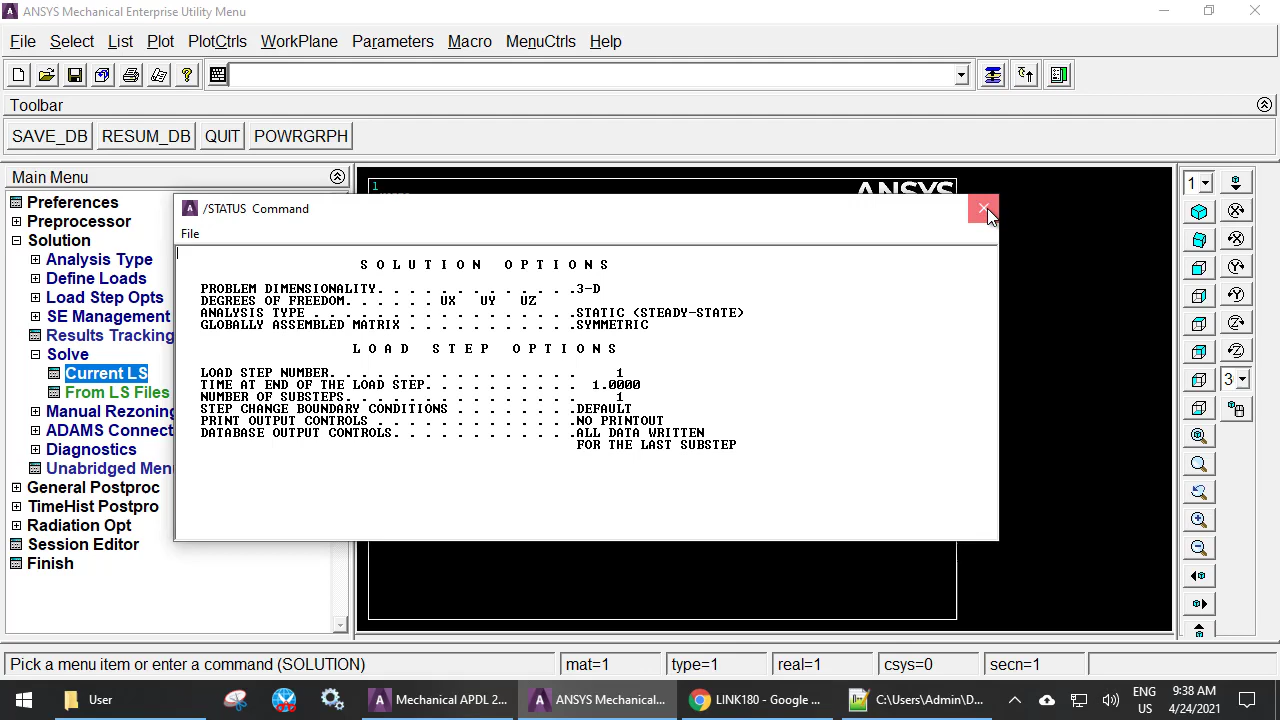 ANSYS Mechanical Enterprise Utility Menu
File Select List Plot PlotCtrls WorkPlane Parameters Macro MenuCtrls Help
Toolbar
SAVE_DB RESUM_DB QUIT POWRGRPH
Main Menu
Preferences
Preprocessor
Solution
Analysis Type
Define Loads
Load Step Opts
SE Management
Results Tracking
Solve
Current LS
From LS Files
Manual Rezoning
ADAMS Connect
Diagnostics
Unabridged Menu
General Postproc
TimeHist Postpro
Radiation Opt
Session Editor
Finish
1
ANSYS
/STATUS Command
File
S O L U T I O N   O P T I O N S
PROBLEM DIMENSIONALITY. . . . . . . . . . . . .3-D
DEGREES OF FREEDOM. . . . . . UX   UY   UZ
ANALYSIS TYPE . . . . . . . . . . . . . . . . .STATIC (STEADY-STATE)
GLOBALLY ASSEMBLED MATRIX . . . . . . . . . . .SYMMETRIC
L O A D   S T E P   O P T I O N S
LOAD STEP NUMBER. . . . . . . . . . . . . . . .     1
TIME AT END OF THE LOAD STEP. . . . . . . . . .  1.0000
NUMBER OF SUBSTEPS. . . . . . . . . . . . . . .     1
STEP CHANGE BOUNDARY CONDITIONS . . . . . . . .DEFAULT
PRINT OUTPUT CONTROLS . . . . . . . . . . . . .NO PRINTOUT
DATABASE OUTPUT CONTROLS. . . . . . . . . . . .ALL DATA WRITTEN
FOR THE LAST SUBSTEP
1
3
Pick a menu item or enter a command (SOLUTION) mat=1 type=1 real=1 csys=0 secn=1
User Mechanical APDL 2... ANSYS Mechanical... LINK180 - Google ... C:\Users\Admin\D... ENG US 9:38 AM 4/24/2021